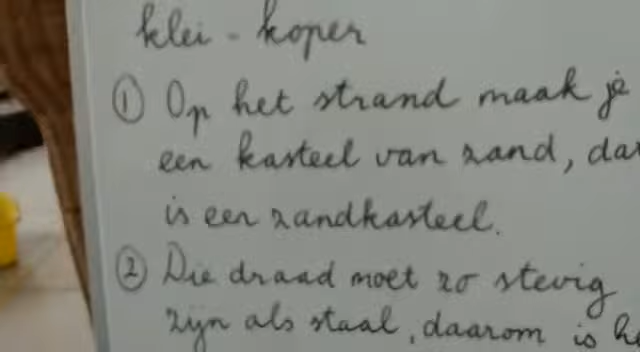 klei - koper
① Op het strand maak je
een kasteel van zand,
is een zandkasteel.
② Die draad moet zo stevig
zijn als staal, daarom is